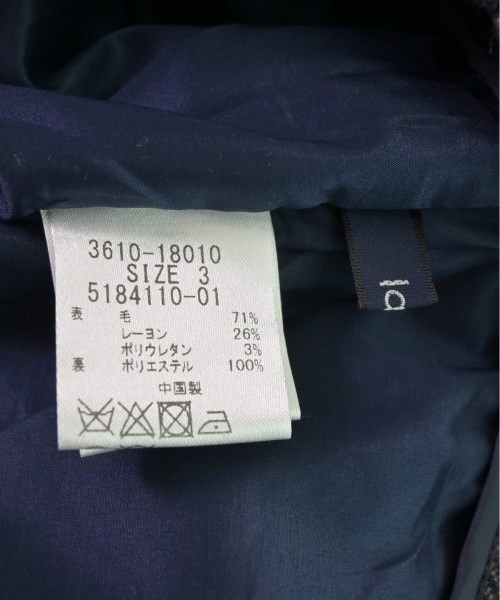 3610-18010
SIZE 3
5184110-01
表 毛 71%
レーヨン 26%
ポリウレタン 3%
裏 ポリエステル 100%
中国製